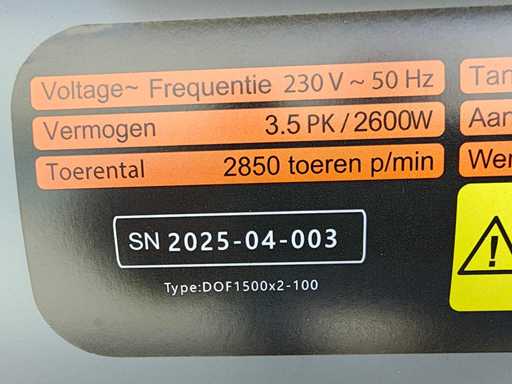 Voltage~ Frequentie 230 V ~ 50 Hz
Vermogen 3.5 PK / 2600W
Toerental 2850 toeren p/min
SN 2025-04-003
Type:DOF1500x2-100